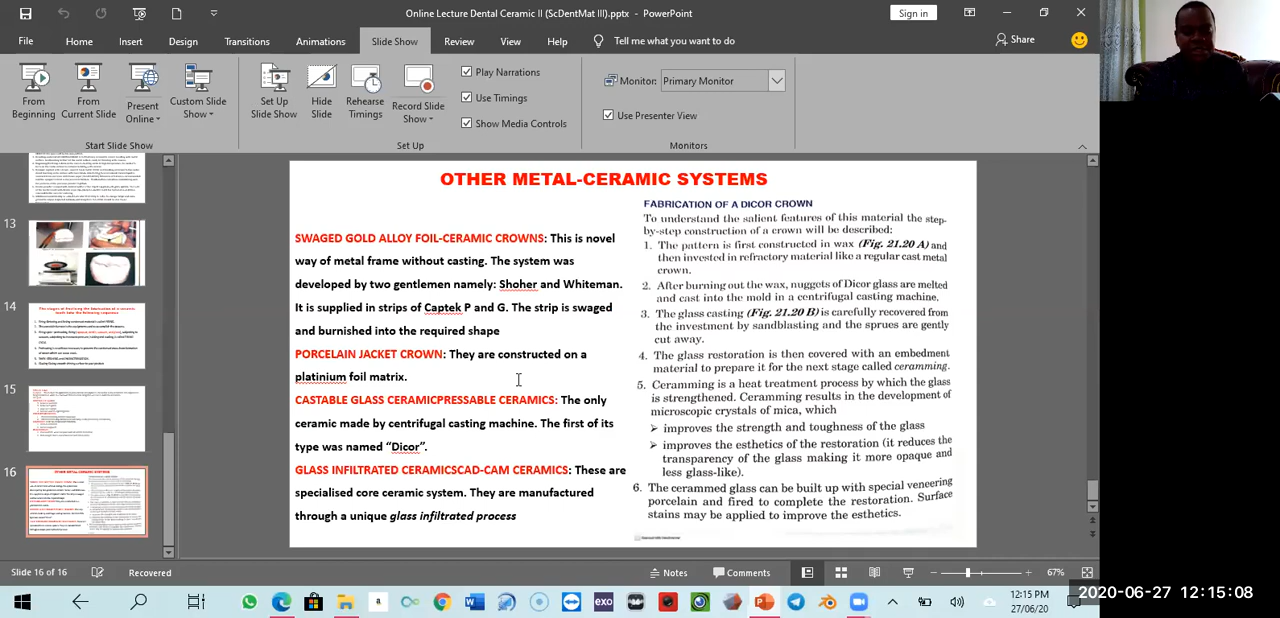 Online Lecture Dental Ceramic II (ScDentMat III).pptx - PowerPoint
Sign in
File Home Insert Design Transitions Animations Slide Show Review View Help Tell me what you want to do
Share
From Beginning
From Current Slide
Present Online
Custom Slide Show
Set Up Slide Show
Hide Slide
Rehearse Timings
Record Slide Show
Play Narrations
Use Timings
Show Media Controls
Monitor: Primary Monitor
Use Presenter View
Start Slide Show
Set Up
Monitors
13
14
15
16
OTHER METAL-CERAMIC SYSTEMS
SWAGED GOLD ALLOY FOIL-CERAMIC CROWNS: This is novel
way of metal frame without casting. The system was
developed by two gentlemen namely: Shoher and Whiteman.
It is supplied in strips of Captek P and G. The strip is swaged
and burnished into the required shape.
PORCELAIN JACKET CROWN: They are constructed on a
platinium foil matrix.
CASTABLE GLASS CERAMICPRESSABLE CERAMICS: The only
ceramic made by centrifugal casting machine. The first of its
type was named “Dicor”.
GLASS INFILTRATED CERAMICSCAD-CAM CERAMICS: These are
specialised core ceramic system. They are manufactured
through a unique glass infiltrator
FABRICATION OF A DICOR CROWN
To understand the salient features of this material the step-
by-step construction of a crown will be described:
1. The pattern is first constructed in wax (Fig. 21.20 A) and
then invested in refractory material like a regular cast metal
crown.
2. After burning out the wax, nuggets of Dicor glass are melted
and cast into the mold in a centrifugal casting machine.
3. The glass casting (Fig. 21.20 B) is carefully recovered from
the investment by sandblasting and the sprues are gently
cut away.
4. The glass restoration is then covered with an embedment
material to prepare it for the next stage called ceramming.
5. Ceramming is a heat treatment process by which the glass
is strengthened. Ceramming results in the development of
microscopic crystals of mica, which
➢ improves the strength and toughness of the glass
➢ improves the esthetics of the restoration (it reduces the
transparency of the glass making it more opaque and
less glass-like).
6. The cerammed glass can be built up with special veneering
porcelain and fired to complete the restoration. Surface
stains may be applied to improve the esthetics.
Slide 16 of 16
Recovered
Notes
Comments
67%
exo
12:15 PM
27/06/20
2020-06-27 12:15:08